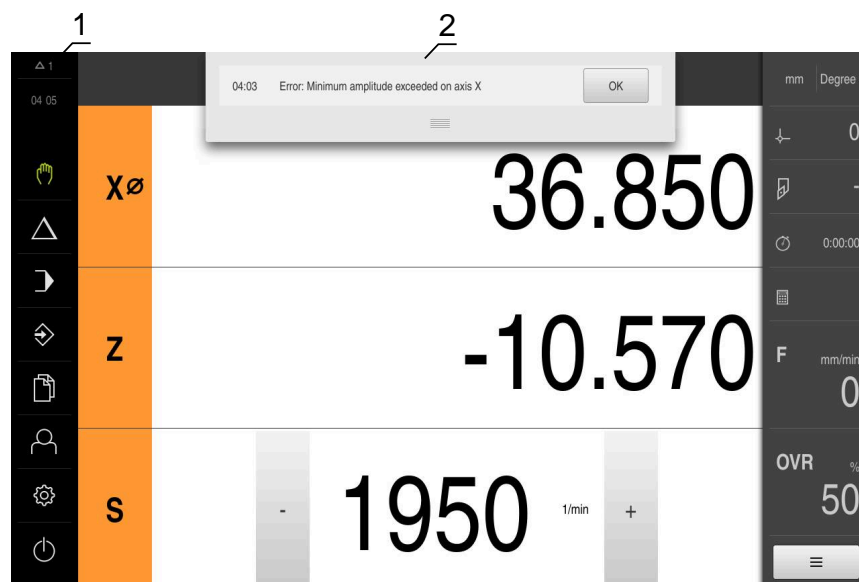 1
2
1
04 05
04:03 Error: Minimum amplitude exceeded on axis X OK
mm Degree
X⌀ 36.850
0
-
0:00:00
Z -10.570
F mm/min
0
S - 1950 1/min +
OVR %
50